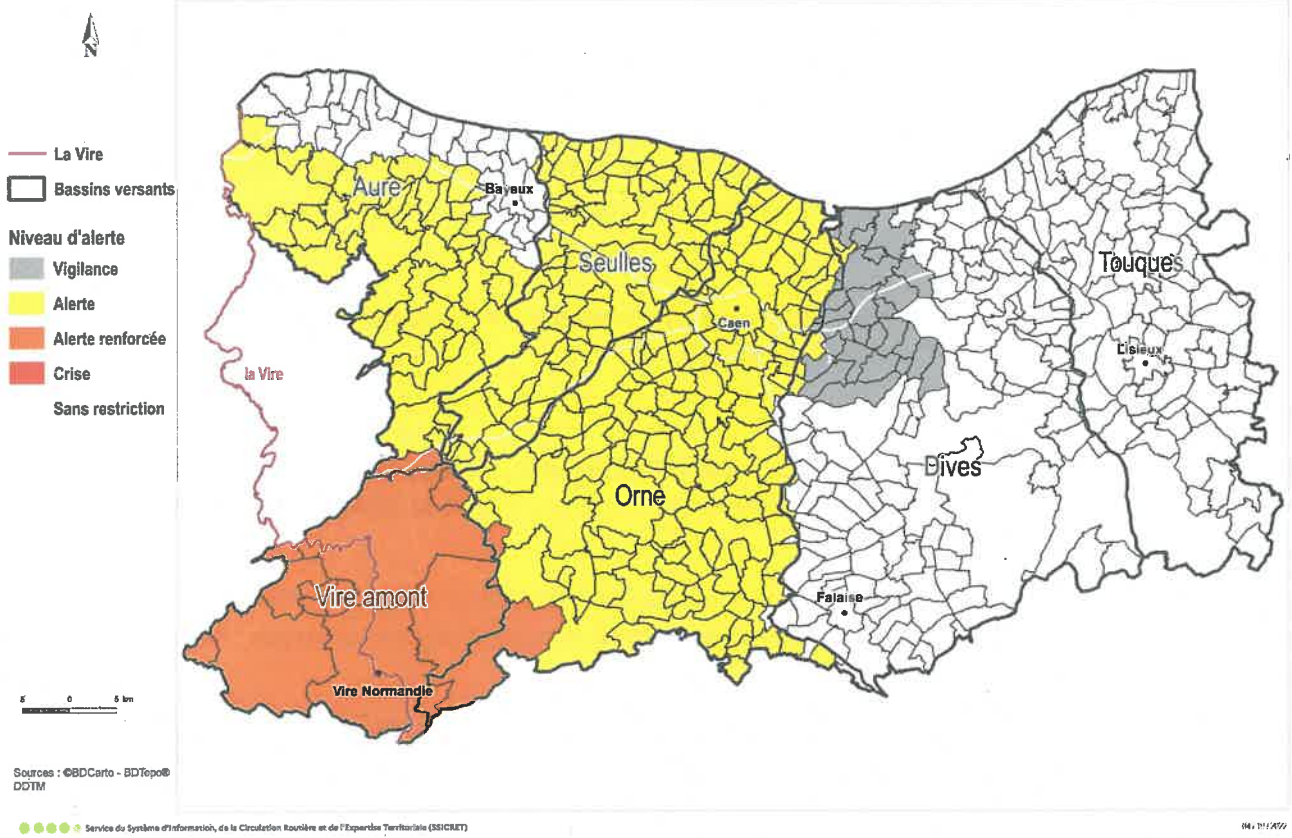 N
La Vire
Bassins versants
Niveau d'alerte
Vigilance
Alerte
Alerte renforcée
Crise
Sans restriction
Aure
Bayeux
Seulles
Touques
Caen
Lisieux
la Vire
Dives
Orne
Vire amont
Falaise
Vire Normandie
5 0 5 km
Sources : ©BDCarto - BDTopo®
DDTM
Service du Système d'Information, de la Circulation Routière et de l'Expertise Territoriale (SSICRET)